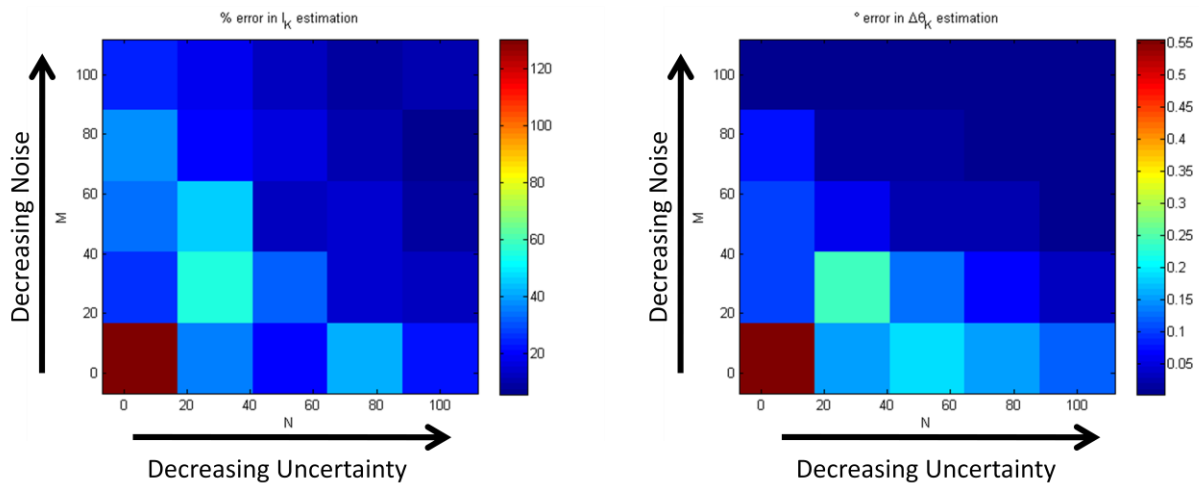 % error in I_K estimation
Decreasing Noise
M
100
80
60
40
20
0
0 20 40 60 80 100
N
Decreasing Uncertainty
120
100
80
60
40
20
° error in Δθ_K estimation
Decreasing Noise
M
100
80
60
40
20
0
0 20 40 60 80 100
N
Decreasing Uncertainty
0.55
0.5
0.45
0.4
0.35
0.3
0.25
0.2
0.15
0.1
0.05